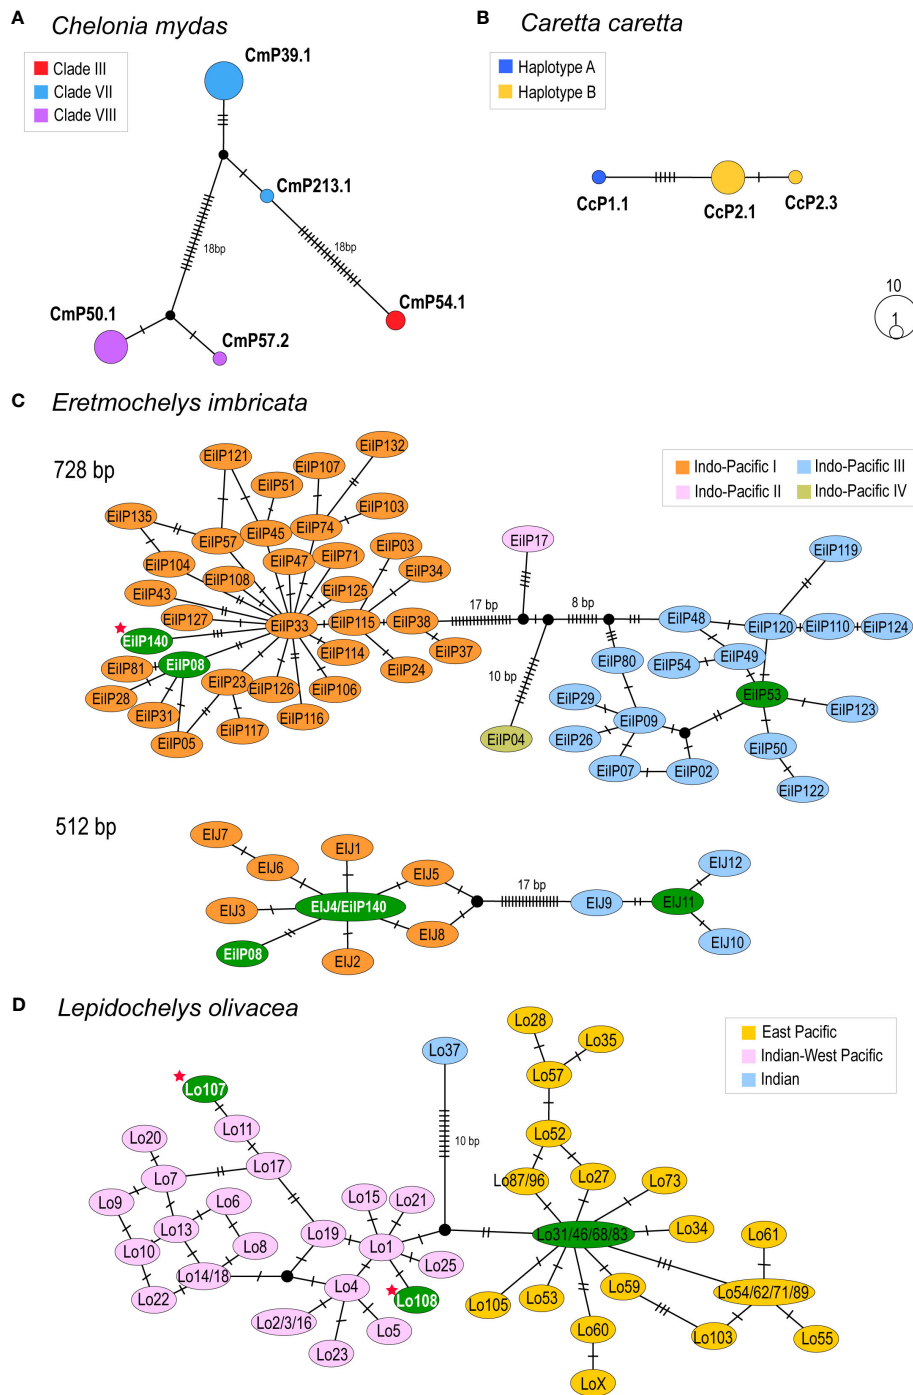 A Chelonia mydas
Clade III
Clade VII
Clade VIII
CmP39.1
CmP213.1
18bp
18bp
CmP54.1
CmP50.1
CmP57.2
B Caretta caretta
Haplotype A
Haplotype B
CcP1.1
CcP2.1
CcP2.3
10
1
C Eretmochelys imbricata
728 bp
Indo-Pacific I
Indo-Pacific II
Indo-Pacific III
Indo-Pacific IV
EiIP132
EiIP121
EiIP107
EiIP51
EiIP103
EiIP135
EiIP57
EiIP45
EiIP74
EiIP104
EiIP47
EiIP71
EiIP03
EiIP34
EiIP108
EiIP43
EiIP125
EiIP127
EiIP33
EiIP115
EiIP38
EiIP140
EiIP81
EiIP08
EiIP114
EiIP37
EiIP24
EiIP28
EiIP23
EiIP126
EiIP106
EiIP31
EiIP117
EiIP116
EiIP05
17 bp
EiIP17
8 bp
10 bp
EiIP04
EiIP119
EiIP48
EiIP120
EiIP110
EiIP124
EiIP80
EiIP54
EiIP49
EiIP29
EiIP53
EiIP123
EiIP09
EiIP26
EiIP50
EiIP07
EiIP02
EiIP122
512 bp
EIJ7
EIJ1
EIJ6
EIJ5
EIJ3
EIJ4/EiIP140
EIJ8
EiIP08
EIJ2
17 bp
EIJ9
EIJ11
EIJ12
EIJ10
D Lepidochelys olivacea
East Pacific
Indian-West Pacific
Indian
Lo28
Lo35
Lo37
Lo57
Lo107
Lo11
Lo52
10 bp
Lo20
Lo17
Lo7
Lo87/96
Lo27
Lo73
Lo9
Lo6
Lo15
Lo21
Lo13
Lo19
Lo10
Lo8
Lo1
Lo31/46/68/83
Lo34
Lo61
Lo25
Lo14/18
Lo4
Lo22
Lo108
Lo105
Lo53
Lo59
Lo54/62/71/89
Lo2/3/16
Lo5
Lo60
Lo103
Lo55
Lo23
LoX